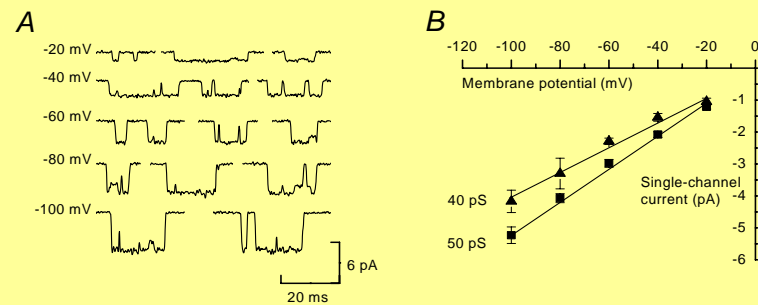 A
-20 mV
-40 mV
-60 mV
-80 mV
-100 mV
6 pA
20 ms
B
-120 -100 -80 -60 -40 -20 0
Membrane potential (mV)
-1
-2
-3
-4
-5
-6
Single-channel
current (pA)
40 pS
50 pS